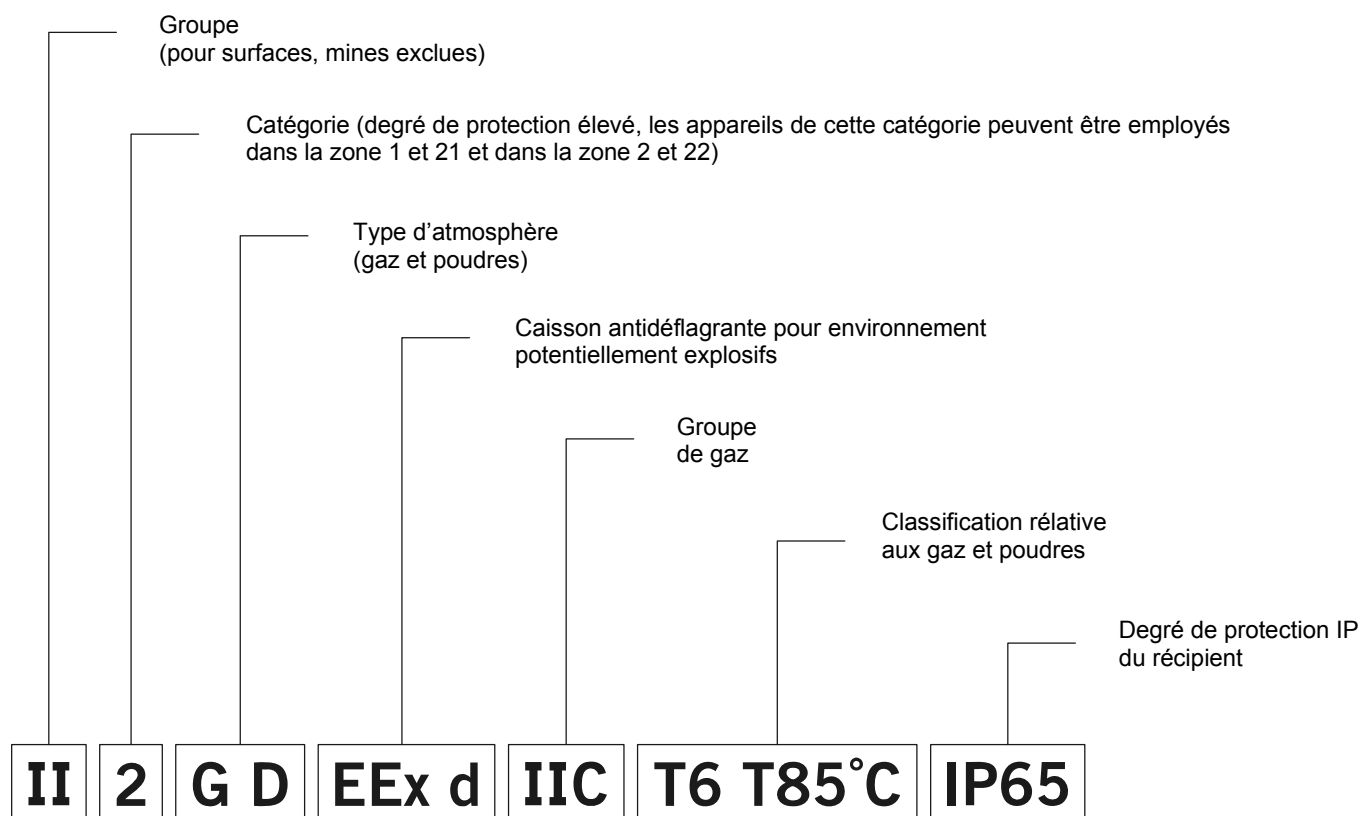 Groupe
(pour surfaces, mines exclues)
Catégorie (degré de protection élevé, les appareils de cette catégorie peuvent être employés
dans la zone 1 et 21 et dans la zone 2 et 22)
Type d’atmosphère
(gaz et poudres)
Caisson antidéflagrante pour environnement
potentiellement explosifs
Groupe
de gaz
Classification rélative
aux gaz et poudres
Degré de protection IP
du récipient
II 2 G D EEx d IIC T6 T85°C IP65